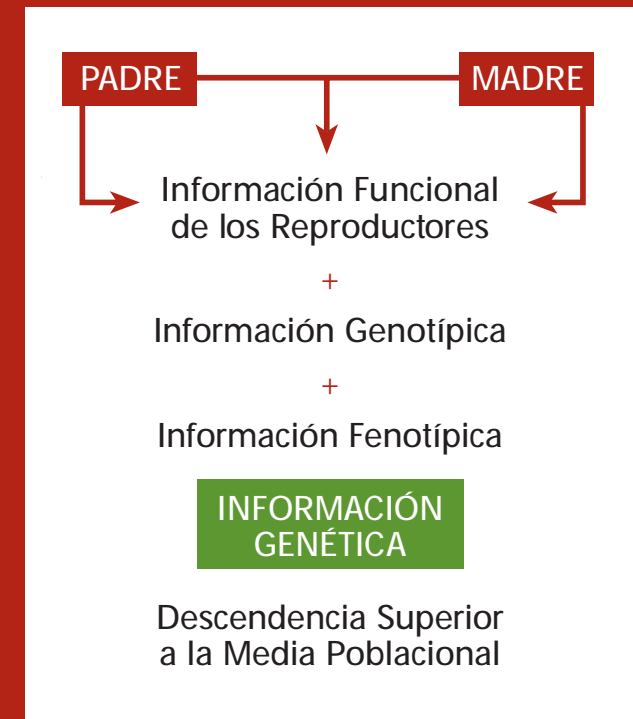 PADRE MADRE
Información Funcional
de los Reproductores
+
Información Genotípica
+
Información Fenotípica
INFORMACIÓN
GENÉTICA
Descendencia Superior
a la Media Poblacional